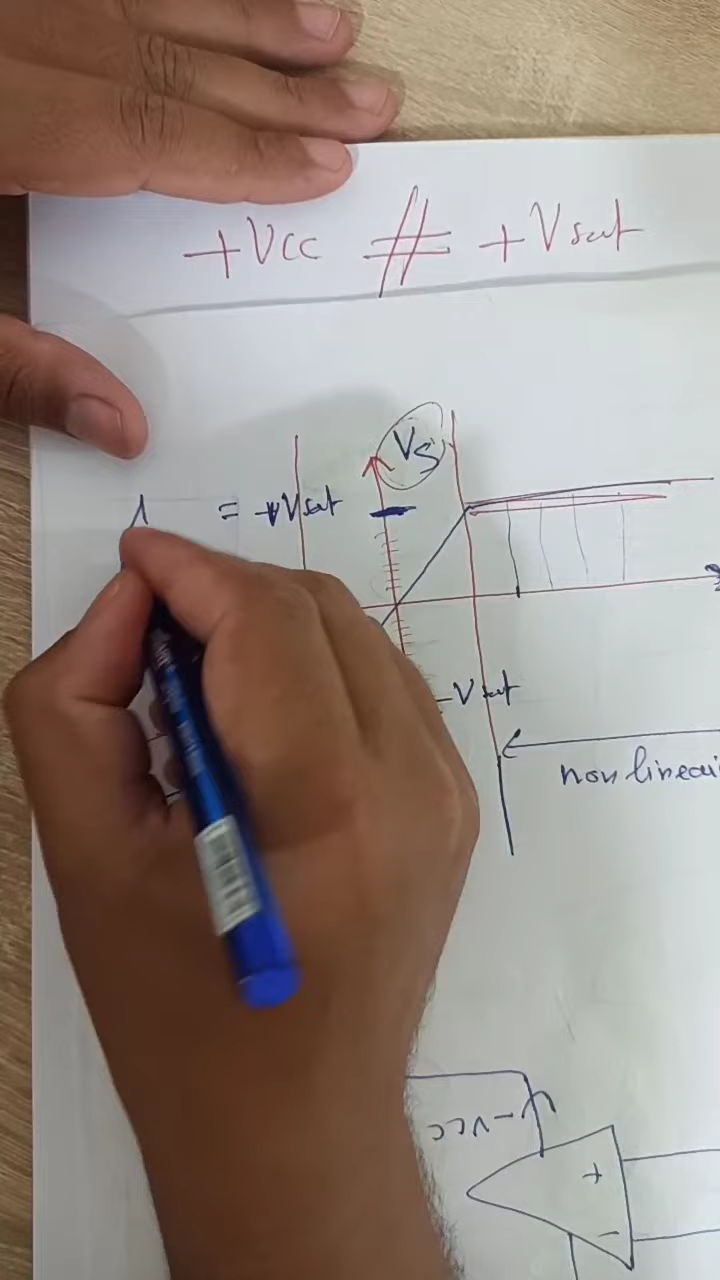 +Vcc # +Vsat
Vs
= +Vsat
-Vsat
non lineai
-Vcc
+
-